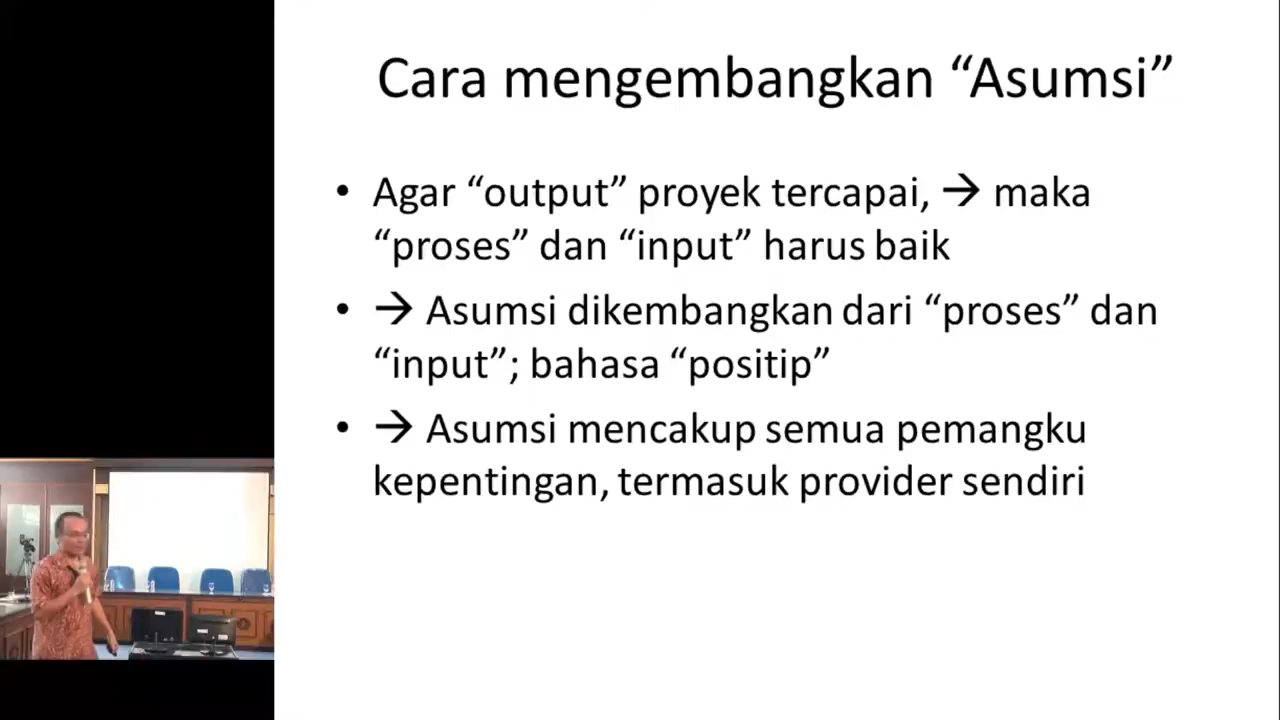 Cara mengembangkan “Asumsi”
• Agar “output” proyek tercapai, → maka
“proses” dan “input” harus baik
• → Asumsi dikembangkan dari “proses” dan
“input”; bahasa “positip”
• → Asumsi mencakup semua pemangku
kepentingan, termasuk provider sendiri